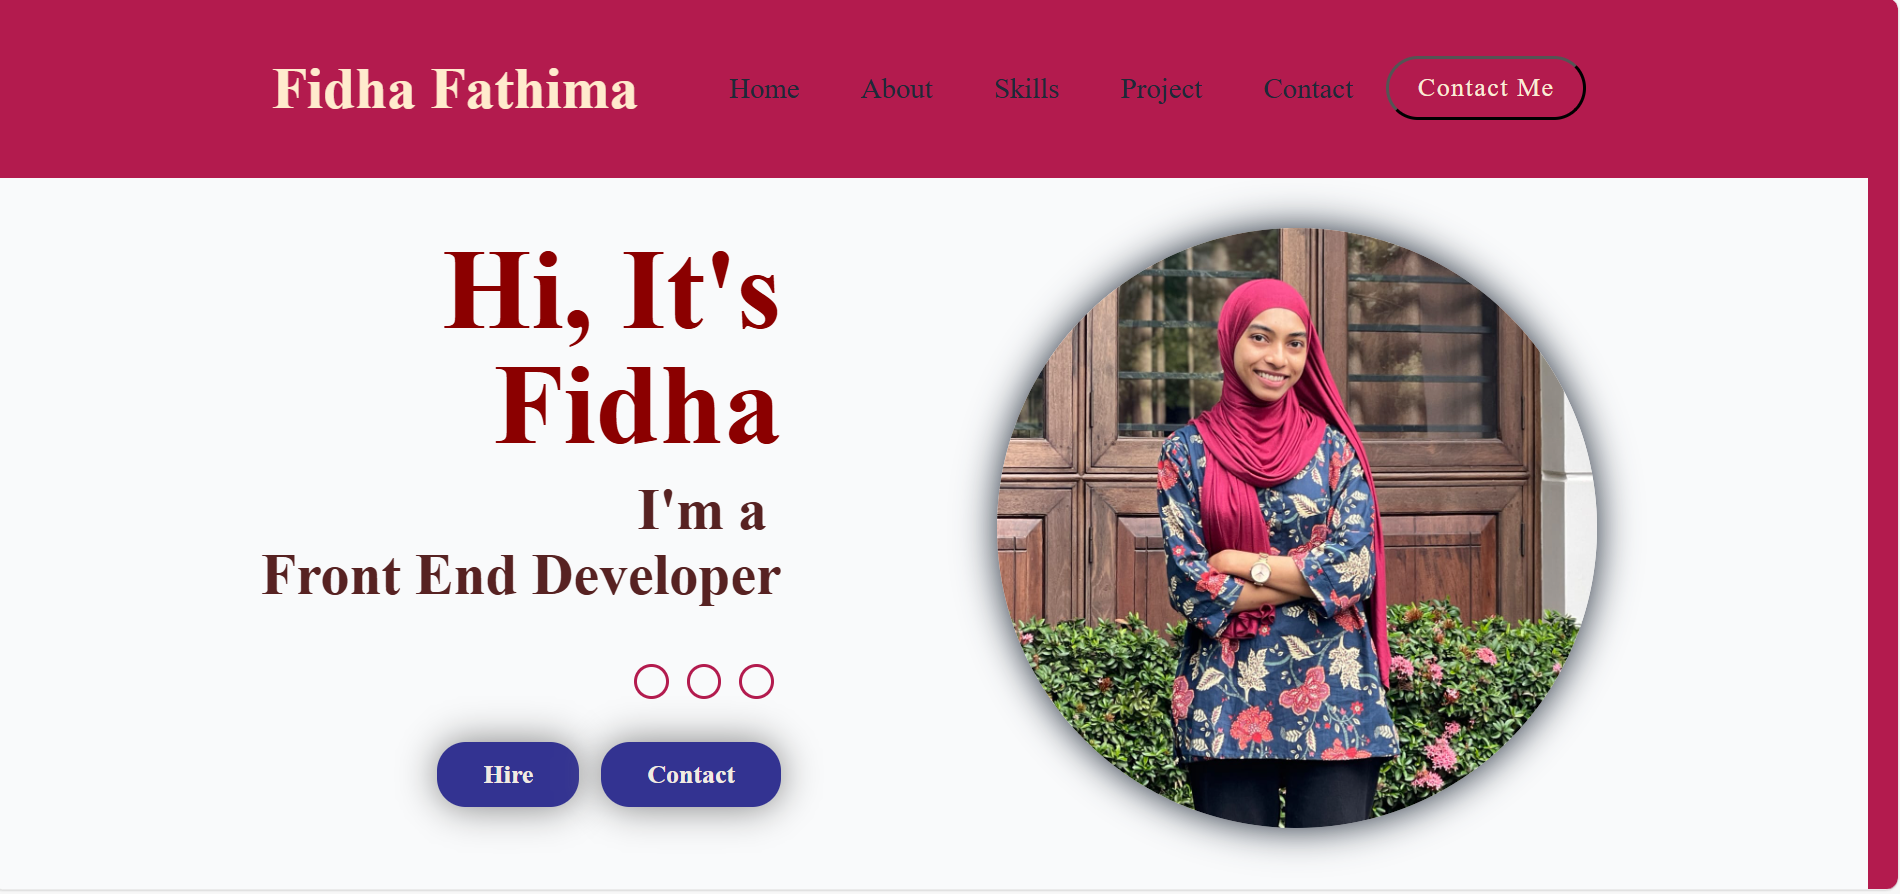 Fidha Fathima Home About Skills Project Contact Contact Me
Hi, It's
Fidha
I'm a
Front End Developer
Hire Contact